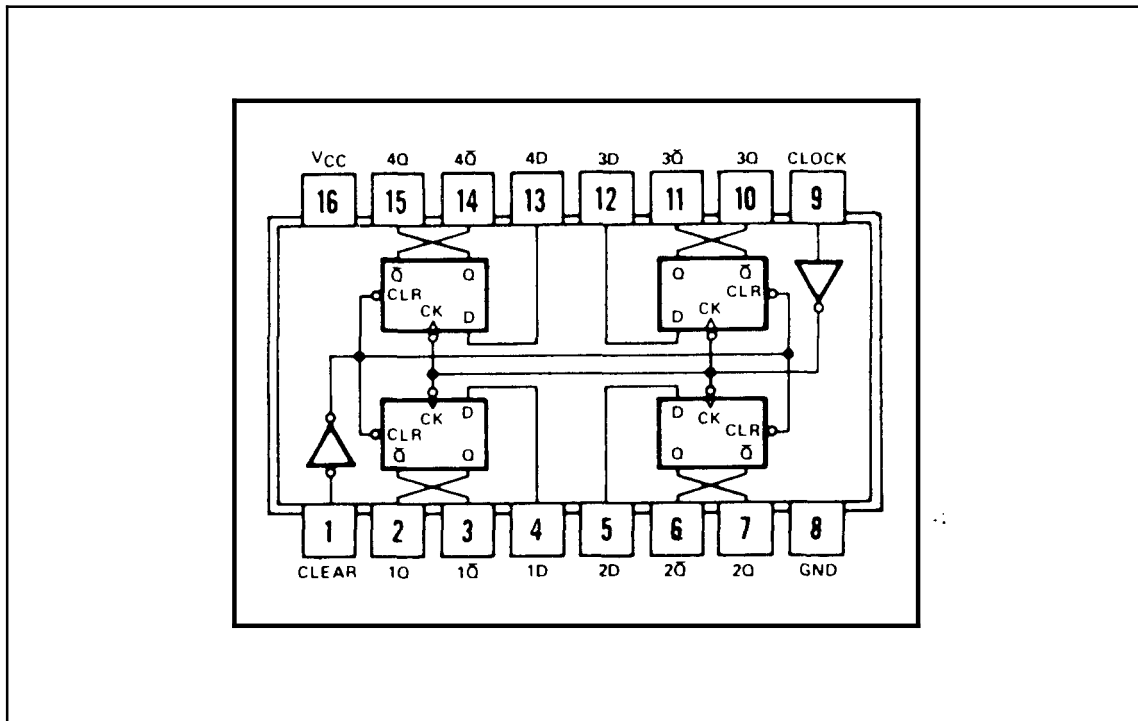 VCC 4Q 4Q̄ 4D 3D 3Q̄ 3Q CLOCK
16 15 14 13 12 11 10 9
Q̄ Q Q Q̄
CLR CLR
CK D D CK
D CK D CK
CLR CLR
Q̄ Q Q Q̄
1 2 3 4 5 6 7 8
CLEAR 1Q 1Q̄ 1D 2D 2Q̄ 2Q GND